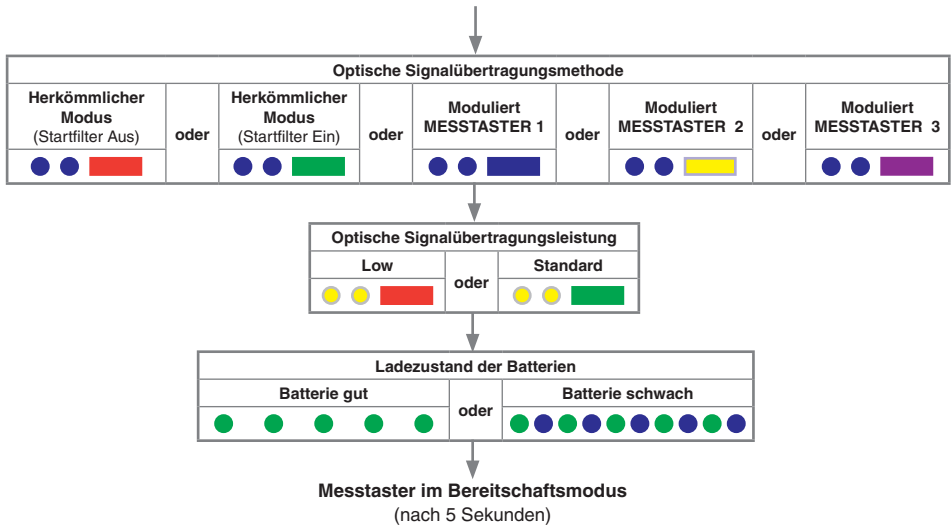 Optische Signalübertragungsmethode
Herkömmlicher
Modus
(Startfilter Aus)
oder
Herkömmlicher
Modus
(Startfilter Ein)
oder
Moduliert
MESSTASTER 1
oder
Moduliert
MESSTASTER 2
oder
Moduliert
MESSTASTER 3
Optische Signalübertragungsleistung
Low
oder
Standard
Ladezustand der Batterien
Batterie gut
oder
Batterie schwach
Messtaster im Bereitschaftsmodus
(nach 5 Sekunden)